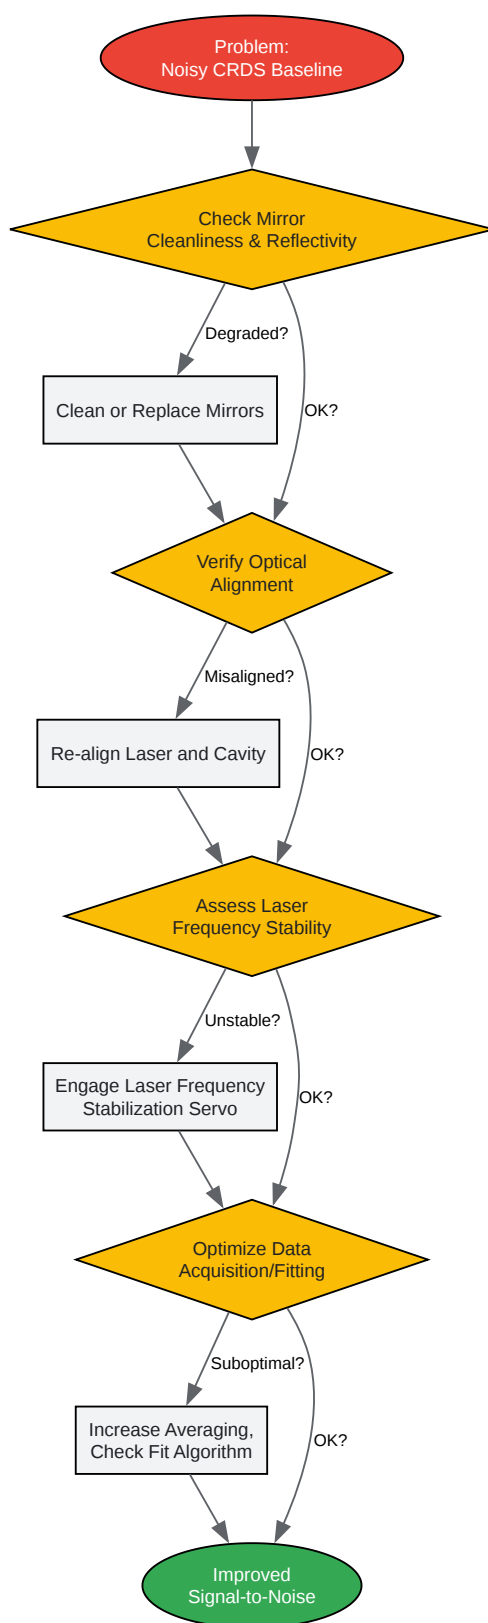 Problem:
Noisy CRDS Baseline
Check Mirror
Cleanliness & Reflectivity
Degraded?
Clean or Replace Mirrors
OK?
Verify Optical
Alignment
Misaligned?
Re-align Laser and Cavity
OK?
Assess Laser
Frequency Stability
Unstable?
Engage Laser Frequency
Stabilization Servo
OK?
Optimize Data
Acquisition/Fitting
Suboptimal?
Increase Averaging,
Check Fit Algorithm
OK?
Improved
Signal-to-Noise